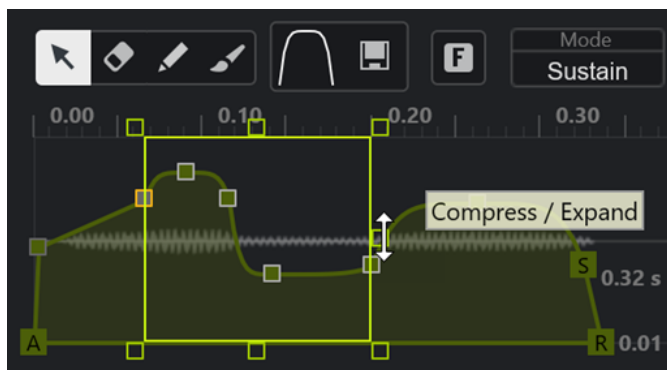 F
Mode
Sustain
0.00 0.10 0.20 0.30
Compress / Expand
S
0.32 s
A
R 0.01